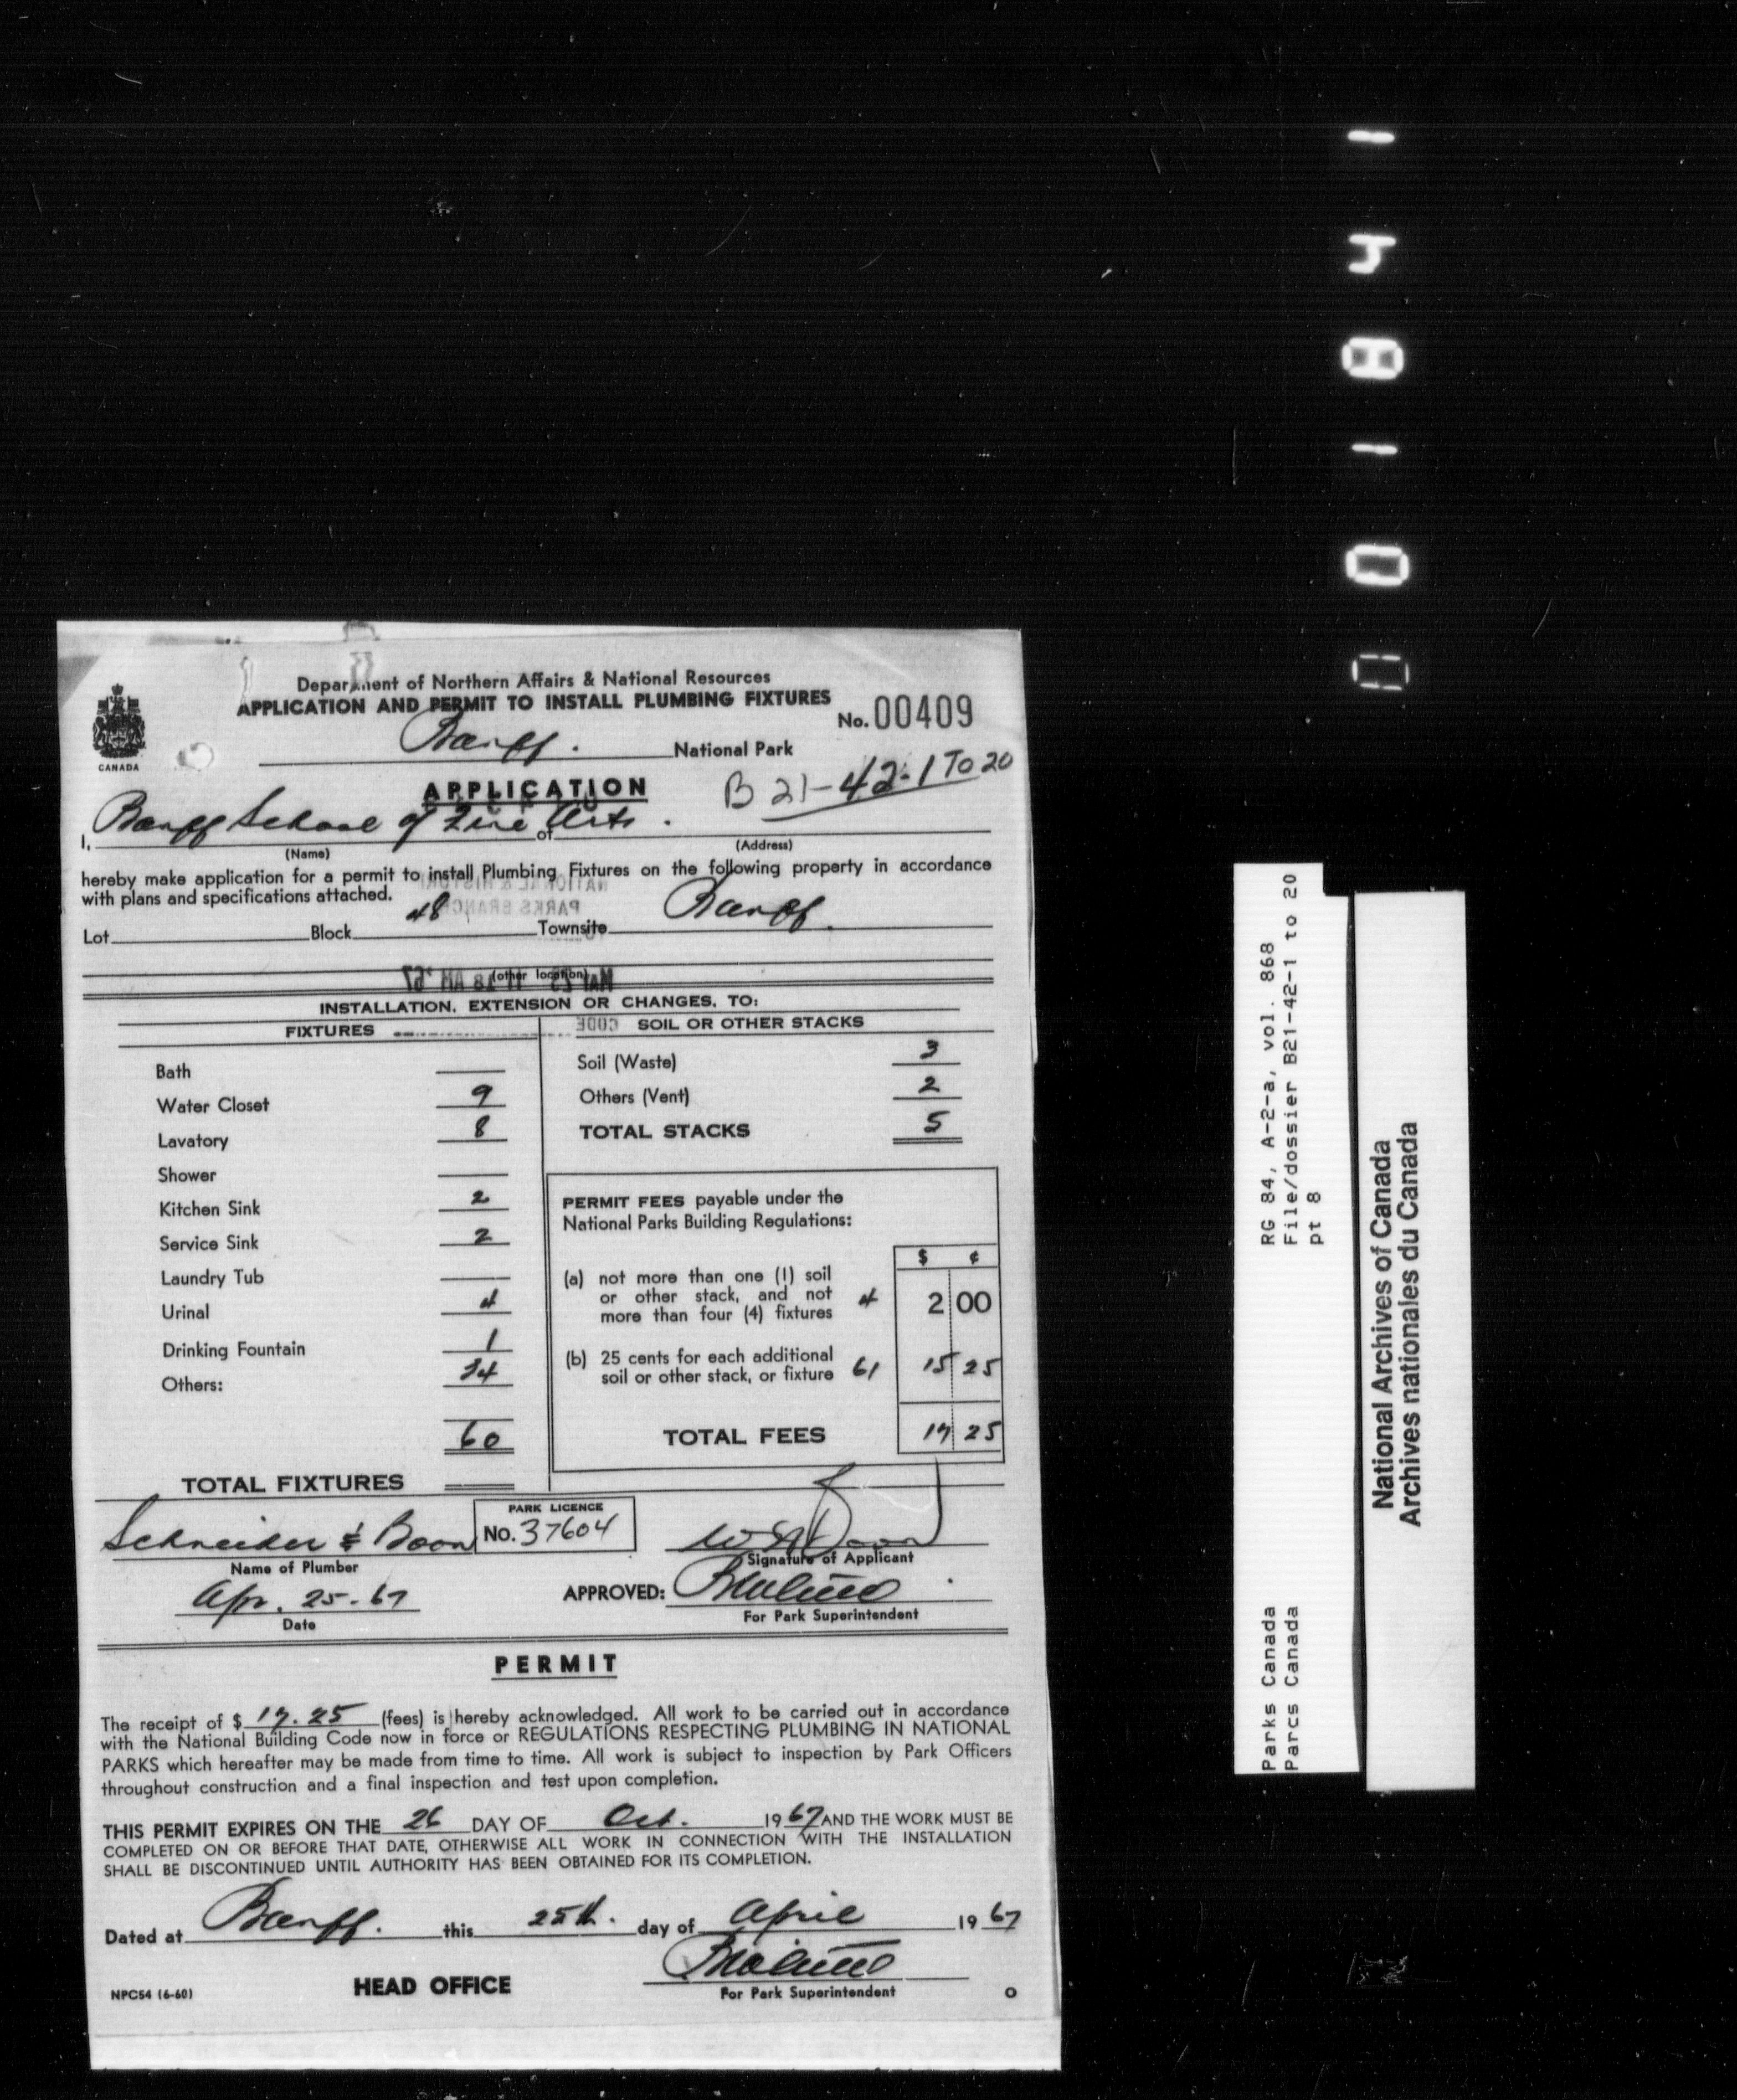 Department of Northern Affairs & National Resources
APPLICATION AND PERMIT TO INSTALL PLUMBING FIXTURES
No. 00409
CANADA
Banff. National Park
B 21-42-1 TO 20
APPLICATION
I, Banff School of Fine Arts. of
(Name) (Address)
hereby make application for a permit to install Plumbing Fixtures on the following property in accordance
with plans and specifications attached.
NATIONAL & HISTORIC
PARKS BRANCH
Lot Block 48 Townsite Banff.
(other location)
MAY 25 11 28 AM '67
INSTALLATION, EXTENSION OR CHANGES, TO:
FIXTURES CODE SOIL OR OTHER STACKS
Bath
Water Closet 9
Lavatory 8
Shower
Kitchen Sink 2
Service Sink 2
Laundry Tub
Urinal 4
Drinking Fountain 1
Others: 34
60
TOTAL FIXTURES
Soil (Waste) 3
Others (Vent) 2
TOTAL STACKS 5
PERMIT FEES payable under the
National Parks Building Regulations:
$ ¢
(a) not more than one (1) soil
or other stack, and not
more than four (4) fixtures 4 2 00
(b) 25 cents for each additional
soil or other stack, or fixture 61 15 25
TOTAL FEES 17 25
Schneider & Boon
Name of Plumber
PARK LICENCE
NO. 37604
Signature of Applicant
Apr. 25-67
Date
APPROVED:
For Park Superintendent
PERMIT
The receipt of $ 17.25 (fees) is hereby acknowledged. All work to be carried out in accordance
with the National Building Code now in force or REGULATIONS RESPECTING PLUMBING IN NATIONAL
PARKS which hereafter may be made from time to time. All work is subject to inspection by Park Officers
throughout construction and a final inspection and test upon completion.
THIS PERMIT EXPIRES ON THE 26 DAY OF Oct. 1967 AND THE WORK MUST BE
COMPLETED ON OR BEFORE THAT DATE, OTHERWISE ALL WORK IN CONNECTION WITH THE INSTALLATION
SHALL BE DISCONTINUED UNTIL AUTHORITY HAS BEEN OBTAINED FOR ITS COMPLETION.
Dated at Banff. this 25th. day of April 1967
For Park Superintendent
NPC54 (6-60)
HEAD OFFICE
O
Parks Canada RG 84, A-2-a, vol. 868
Parcs Canada File/dossier B21-42-1 to 20
pt 8
National Archives of Canada
Archives nationales du Canada